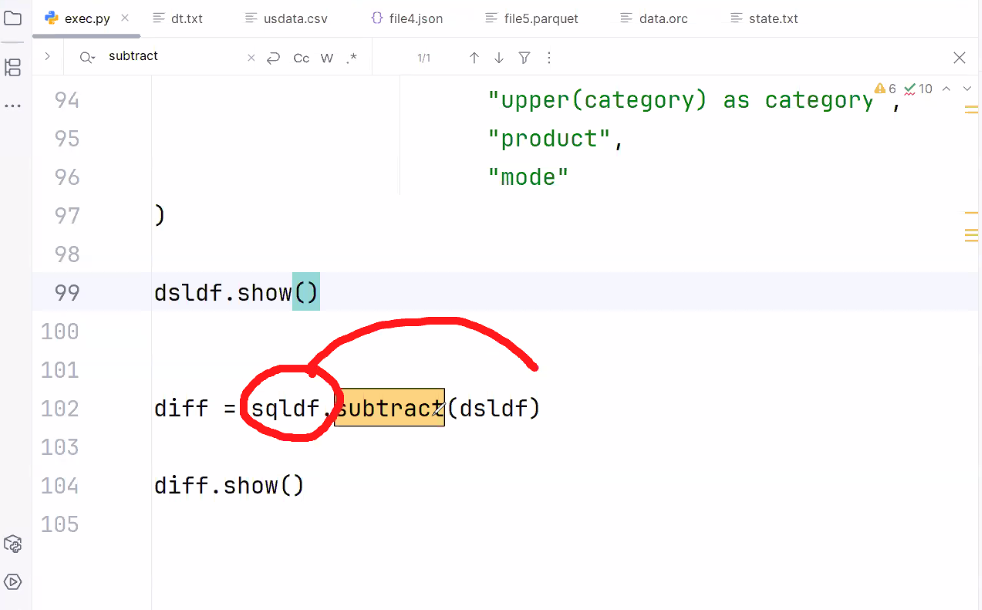 exec.py dt.txt usdata.csv file4.json file5.parquet data.orc state.txt
subtract Cc W .* 1/1
6 10
94 "upper(category) as category ,
95 "product",
96 "mode"
97 )
98
99 dsldf.show()
100
101
102 diff = sqldf.subtract(dsldf)
103
104 diff.show()
105